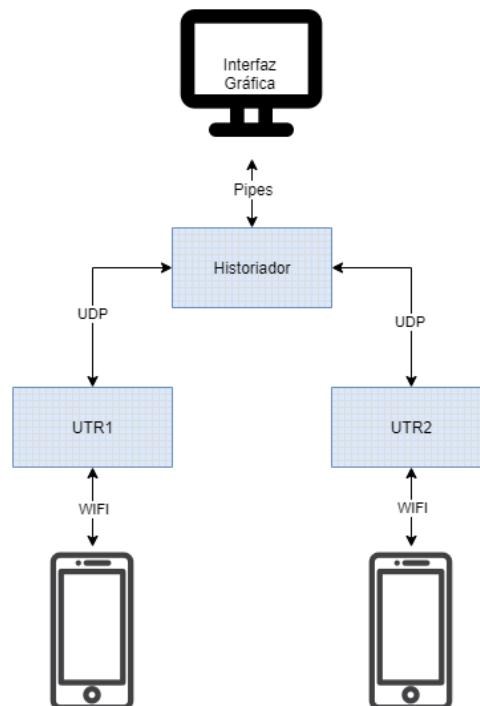 Interfaz
Gráfica
Pipes
Historiador
UDP
UDP
UTR1
UTR2
WIFI
WIFI